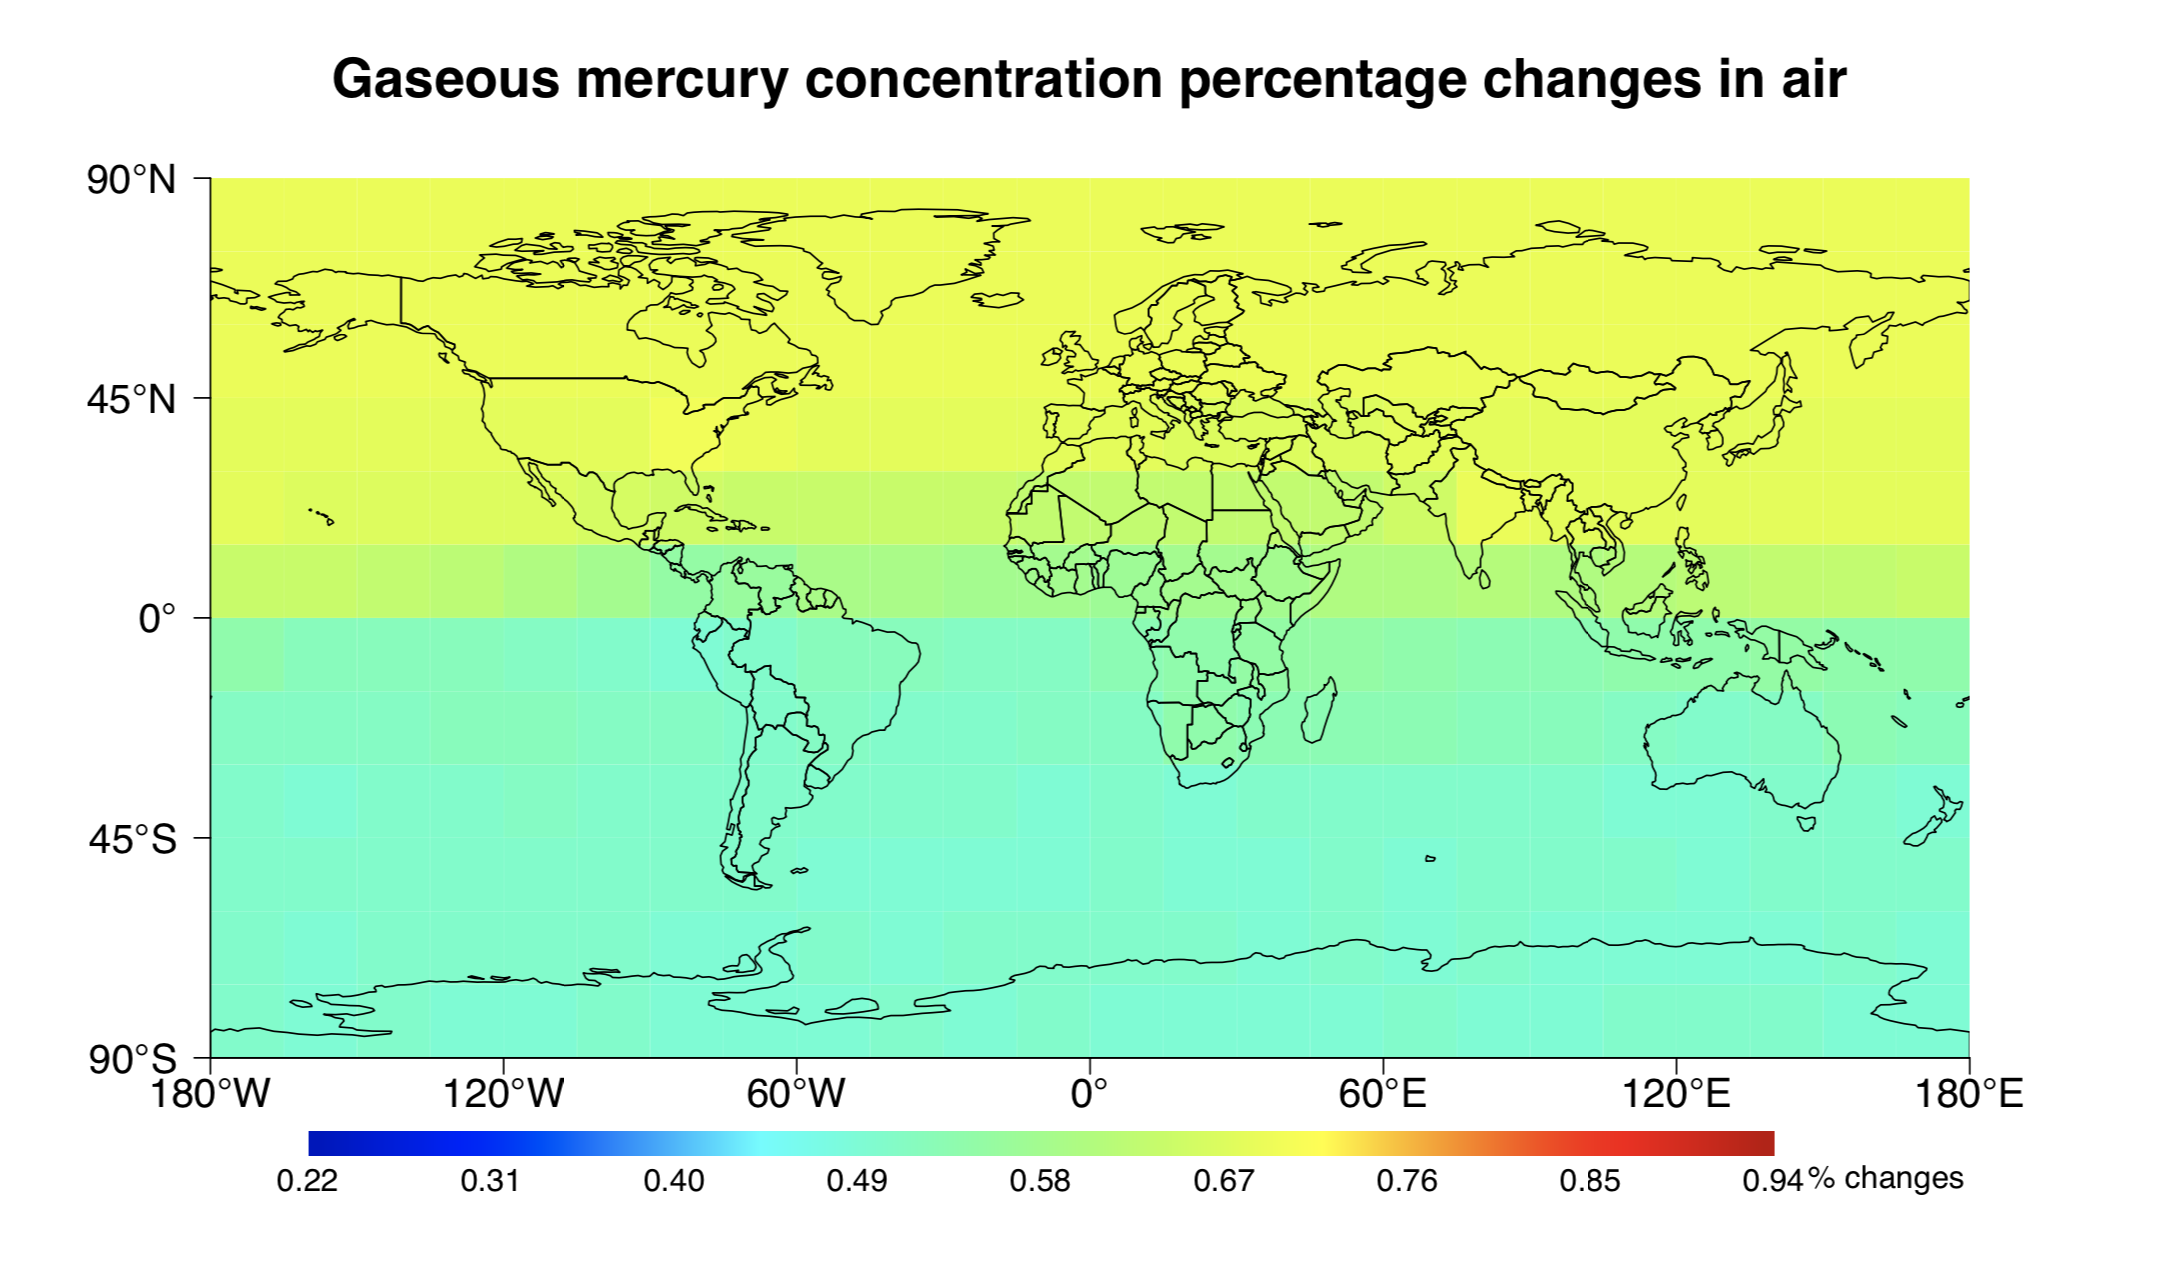 Gaseous mercury concentration percentage changes in air
90°N
45°N
0°
45°S
90°S
180°W 120°W 60°W 0° 60°E 120°E 180°E
0.22 0.31 0.40 0.49 0.58 0.67 0.76 0.85 0.94 % changes